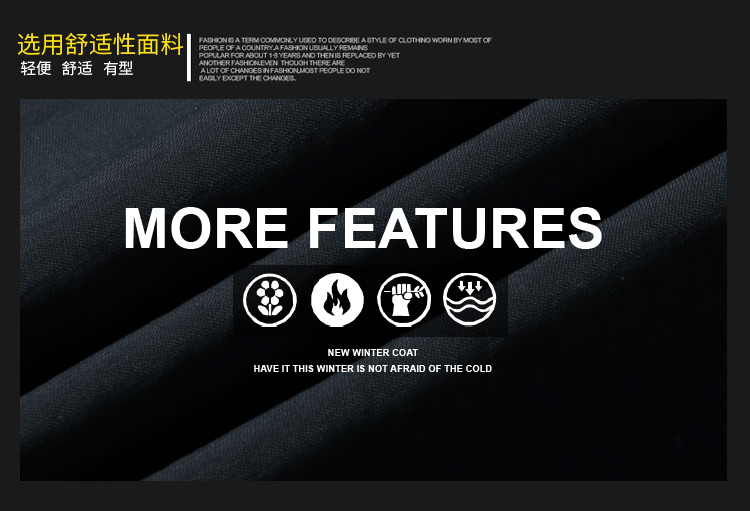 选用舒适性面料
轻便 舒适 有型
FASHION IS A TERM COMMONLY USED TO DESCRIBE A STYLE OF CLOTHING WORN BY MOST OF
PEOPLE OF A COUNTRY,A FASHION USUALLY REMAINS
POPULAR FOR ABOUT 1-3 YEARS AND THEN IS REPLACED BY YET
ANOTHER FASHION.EVEN THOUGH THERE ARE
A LOT OF CHANGES IN FASHION,MOST PEOPLE DO NOT
EASILY EXCEPT THE CHANGES.
MORE FEATURES
NEW WINTER COAT
HAVE IT THIS WINTER IS NOT AFRAID OF THE COLD